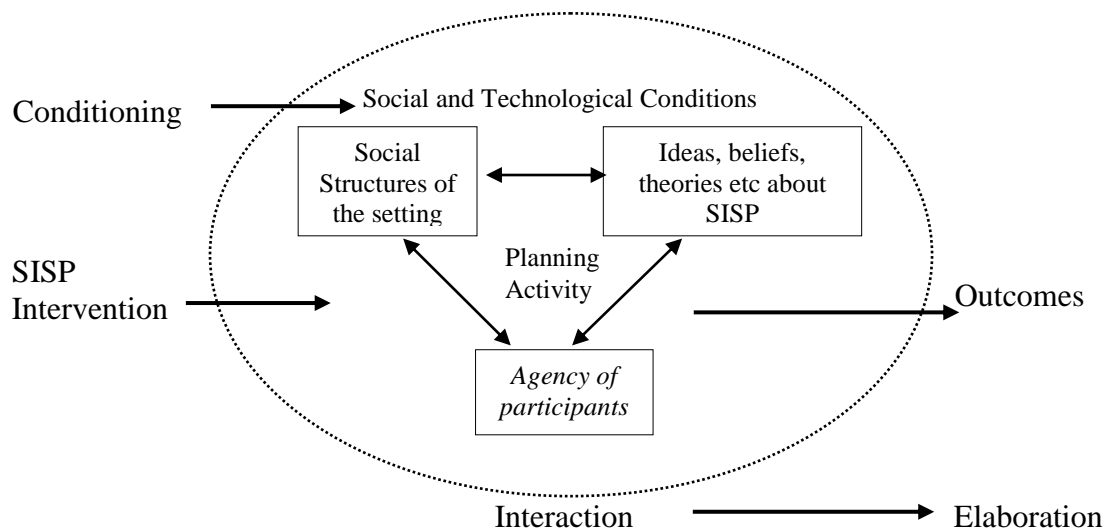 Conditioning
Social and Technological Conditions
Social
Structures of
the setting
Ideas, beliefs,
theories etc about
SISP
Planning
Activity
SISP
Intervention
Outcomes
Agency of
participants
Interaction
Elaboration